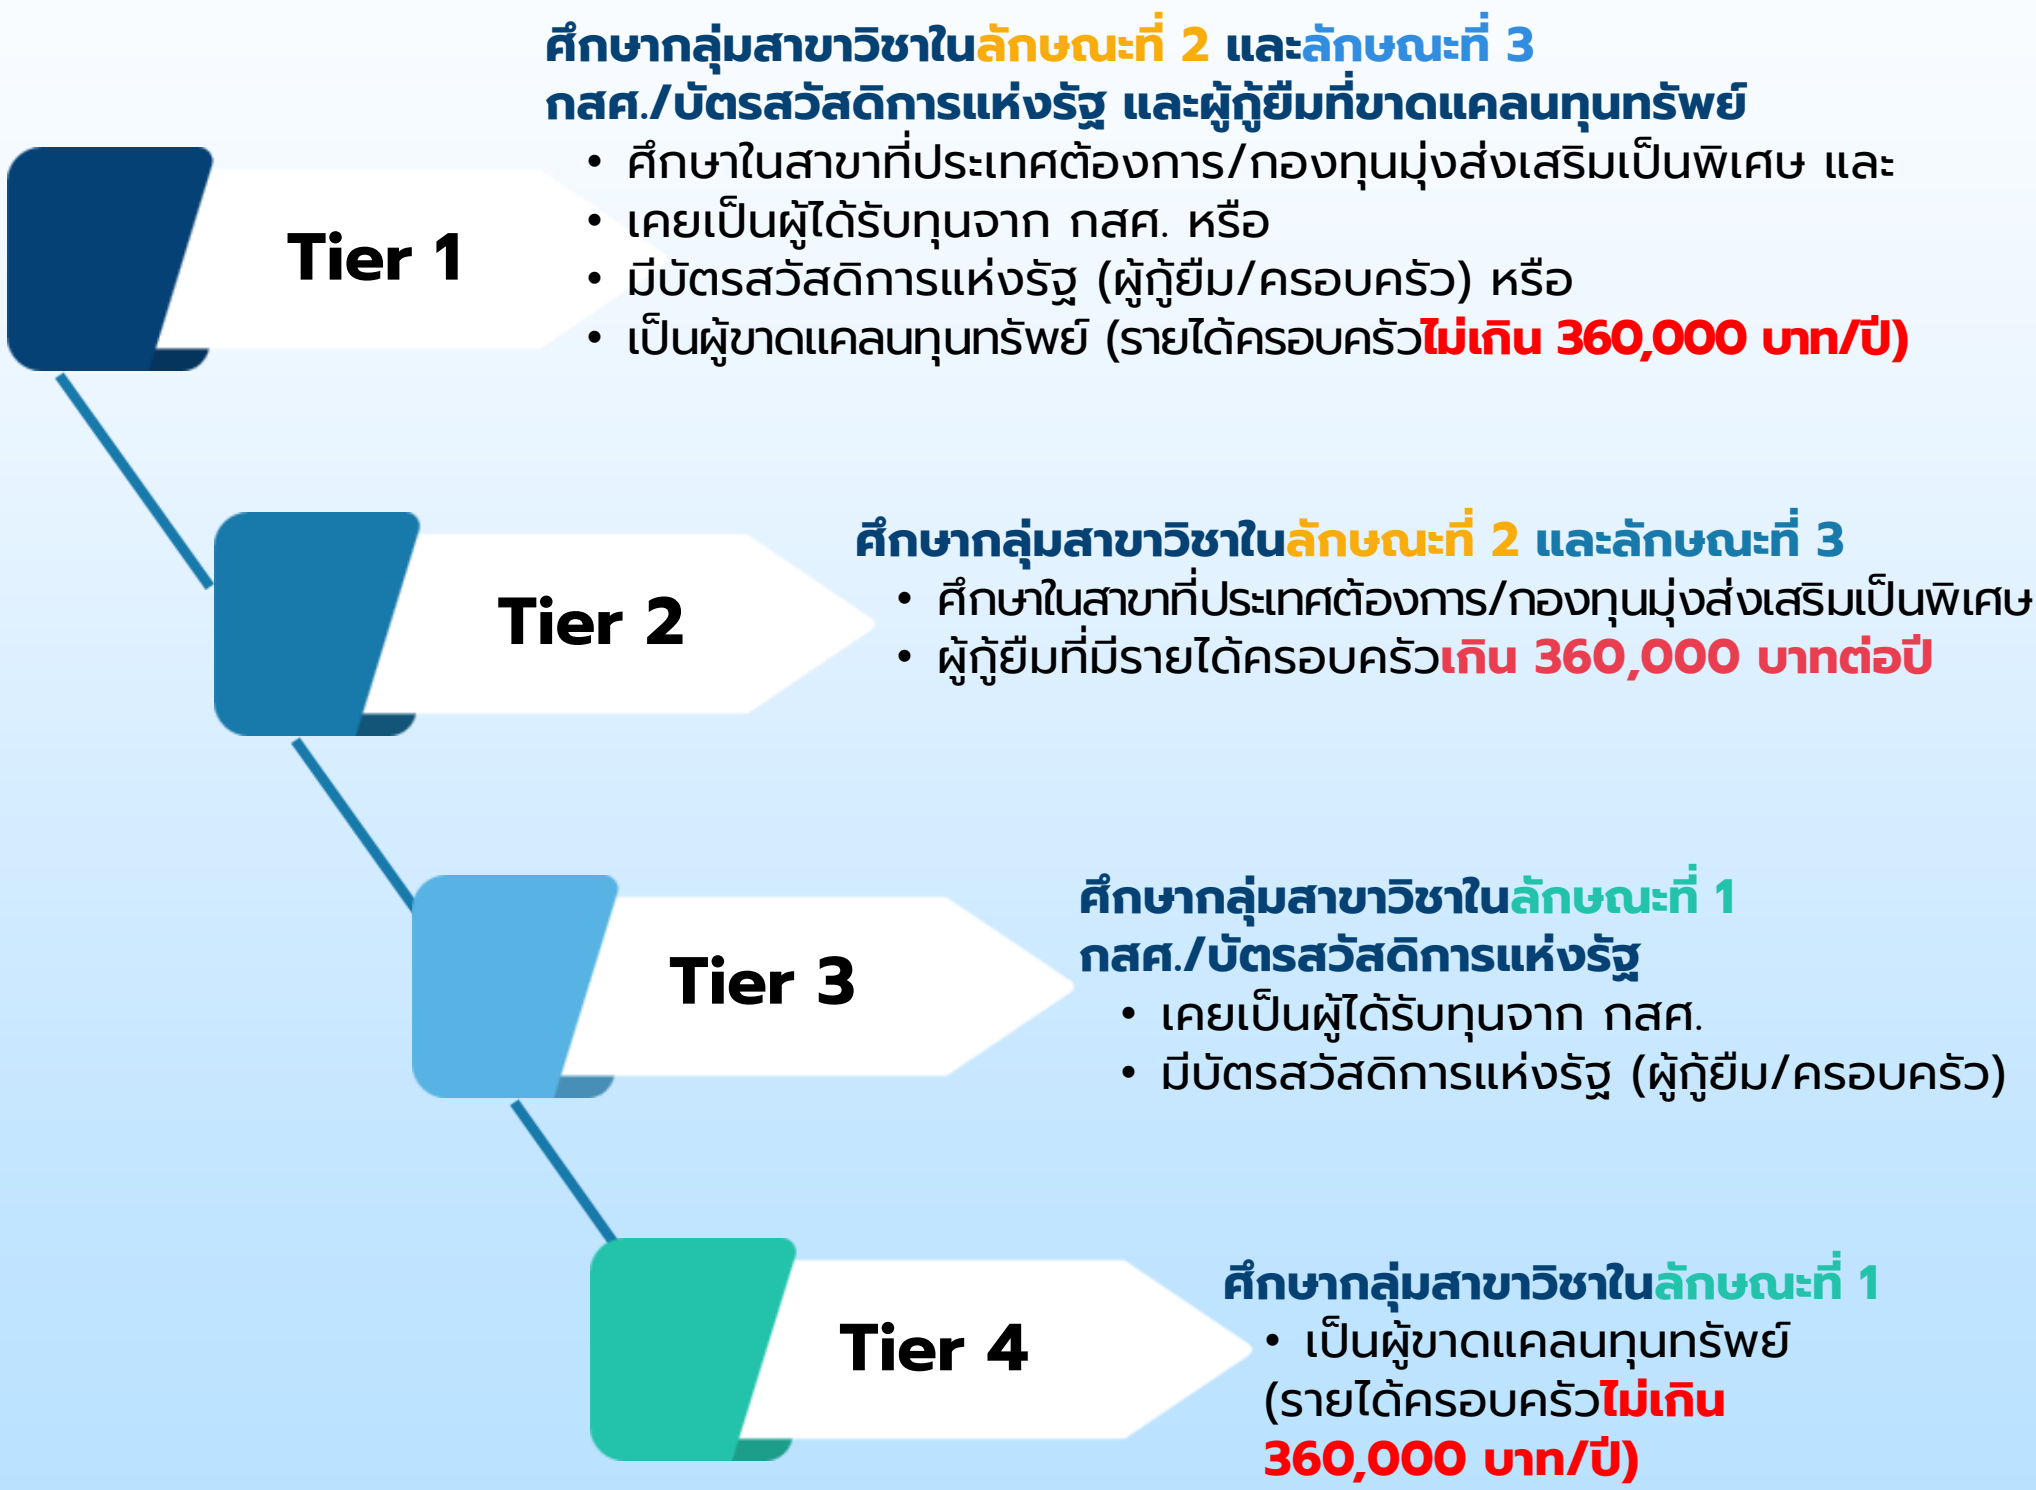 ศึกษากลุ่มสาขาวิชาในลักษณะที่ 2 และลักษณะที่ 3
กสศ./บัตรสวัสดิการแห่งรัฐ และผู้กู้ยืมที่ขาดแคลนทุนทรัพย์
Tier 1
• ศึกษาในสาขาที่ประเทศต้องการ/กองทุนมุ่งส่งเสริมเป็นพิเศษ และ
• เคยเป็นผู้ได้รับทุนจาก กสศ. หรือ
• มีบัตรสวัสดิการแห่งรัฐ (ผู้กู้ยืม/ครอบครัว) หรือ
• เป็นผู้ขาดแคลนทุนทรัพย์ (รายได้ครอบครัวไม่เกิน 360,000 บาท/ปี)
Tier 2
ศึกษากลุ่มสาขาวิชาในลักษณะที่ 2 และลักษณะที่ 3
• ศึกษาในสาขาที่ประเทศต้องการ/กองทุนมุ่งส่งเสริมเป็นพิเศษ
• ผู้กู้ยืมที่มีรายได้ครอบครัวเกิน 360,000 บาทต่อปี
Tier 3
ศึกษากลุ่มสาขาวิชาในลักษณะที่ 1
กสศ./บัตรสวัสดิการแห่งรัฐ
• เคยเป็นผู้ได้รับทุนจาก กสศ.
• มีบัตรสวัสดิการแห่งรัฐ (ผู้กู้ยืม/ครอบครัว)
Tier 4
ศึกษากลุ่มสาขาวิชาในลักษณะที่ 1
• เป็นผู้ขาดแคลนทุนทรัพย์
(รายได้ครอบครัวไม่เกิน
360,000 บาท/ปี)